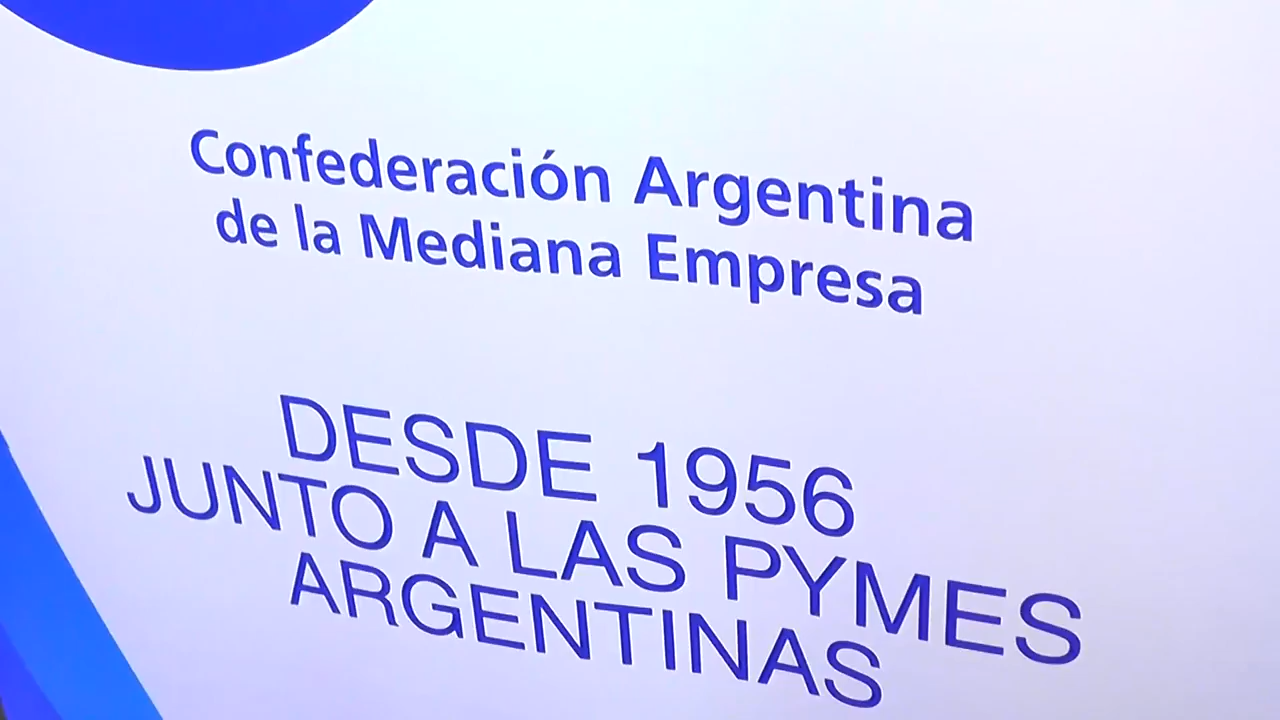 Confederación Argentina
de la Mediana Empresa
DESDE 1956
JUNTO A LAS PYMES
ARGENTINAS